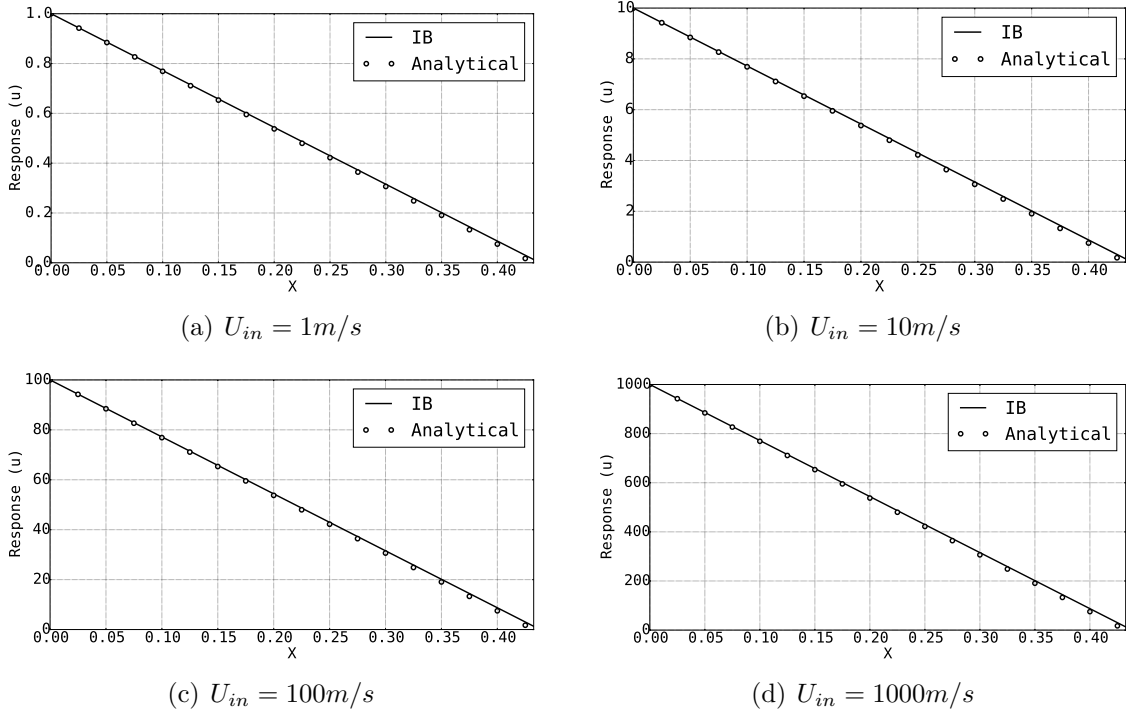 1.0
0.8
0.6
0.4
0.2
0.0
Response (u)
IB
Analytical
0.00 0.05 0.10 0.15 0.20 0.25 0.30 0.35 0.40
X
(a) U_in = 1m/s
10
8
6
4
2
0
Response (u)
IB
Analytical
0.00 0.05 0.10 0.15 0.20 0.25 0.30 0.35 0.40
X
(b) U_in = 10m/s
100
80
60
40
20
0
Response (u)
IB
Analytical
0.00 0.05 0.10 0.15 0.20 0.25 0.30 0.35 0.40
X
(c) U_in = 100m/s
1000
800
600
400
200
0
Response (u)
IB
Analytical
0.00 0.05 0.10 0.15 0.20 0.25 0.30 0.35 0.40
X
(d) U_in = 1000m/s